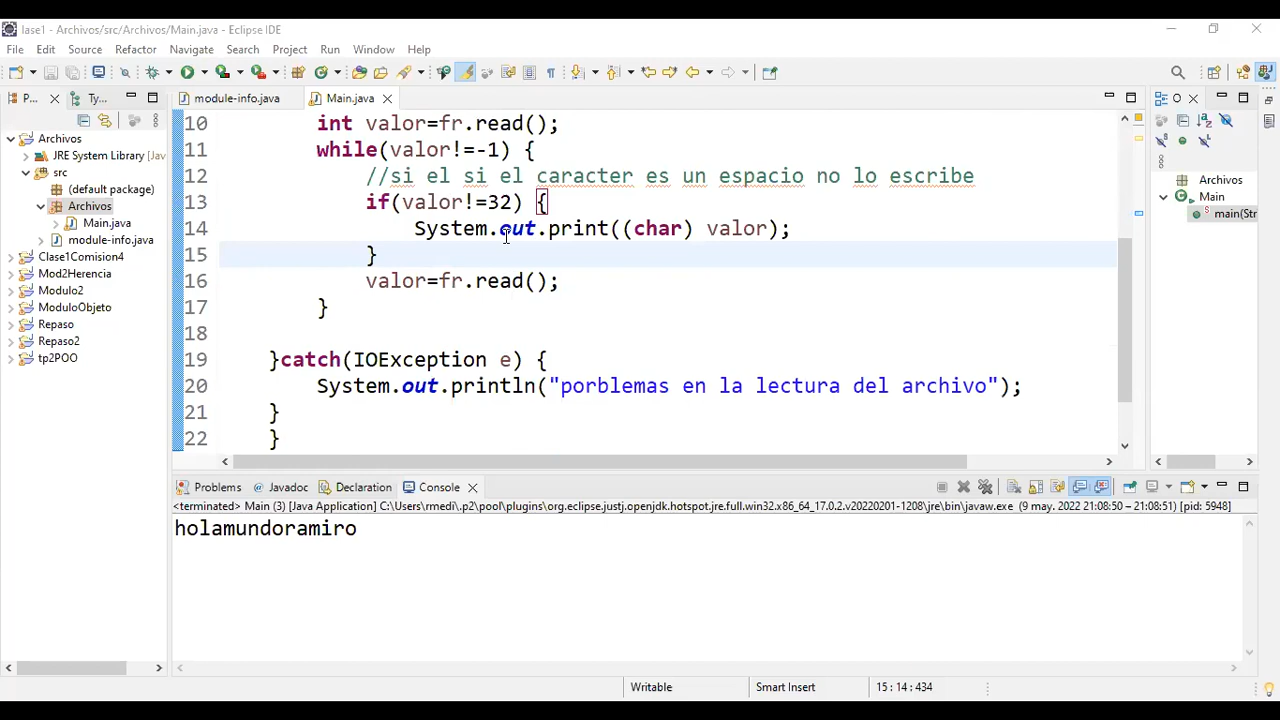 lase1 - Archivos/src/Archivos/Main.java - Eclipse IDE
File Edit Source Refactor Navigate Search Project Run Window Help
P... Ty...
module-info.java Main.java
O
Archivos
JRE System Library [Jav
src
(default package)
Archivos
Main.java
module-info.java
Clase1Comision4
Mod2Herencia
Modulo2
ModuloObjeto
Repaso
Repaso2
tp2POO
10 int valor=fr.read();
11 while(valor!=-1) {
12 //si el si el caracter es un espacio no lo escribe
13 if(valor!=32) {
14 System.out.print((char) valor);
15 }
16 valor=fr.read();
17 }
18
19 }catch(IOException e) {
20 System.out.println("porblemas en la lectura del archivo");
21 }
22 }
Archivos
Main
main(Str
Problems Javadoc Declaration Console
<terminated> Main (3) [Java Application] C:\Users\rmedi\.p2\pool\plugins\org.eclipse.justj.openjdk.hotspot.jre.full.win32.x86_64_17.0.2.v20220201-1208\jre\bin\javaw.exe (9 may. 2022 21:08:50 – 21:08:51) [pid: 5948]
holamundoramiro
Writable Smart Insert 15 : 14 : 434